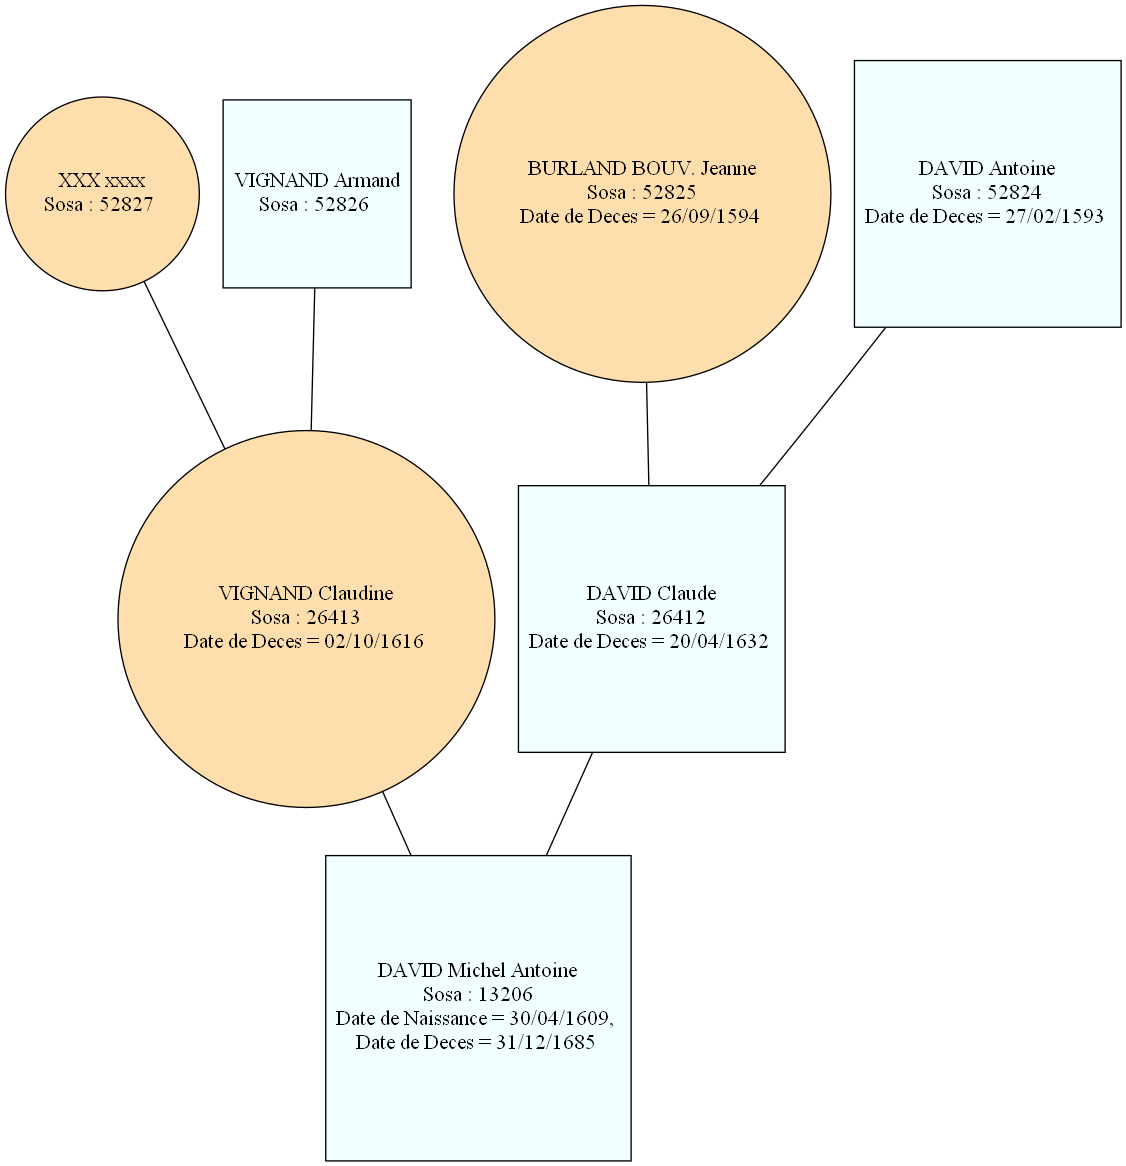 XXX xxxx
Sosa : 52827
VIGNAND Armand
Sosa : 52826
BURLAND BOUV. Jeanne
Sosa : 52825
Date de Deces = 26/09/1594
DAVID Antoine
Sosa : 52824
Date de Deces = 27/02/1593
VIGNAND Claudine
Sosa : 26413
Date de Deces = 02/10/1616
DAVID Claude
Sosa : 26412
Date de Deces = 20/04/1632
DAVID Michel Antoine
Sosa : 13206
Date de Naissance = 30/04/1609,
Date de Deces = 31/12/1685